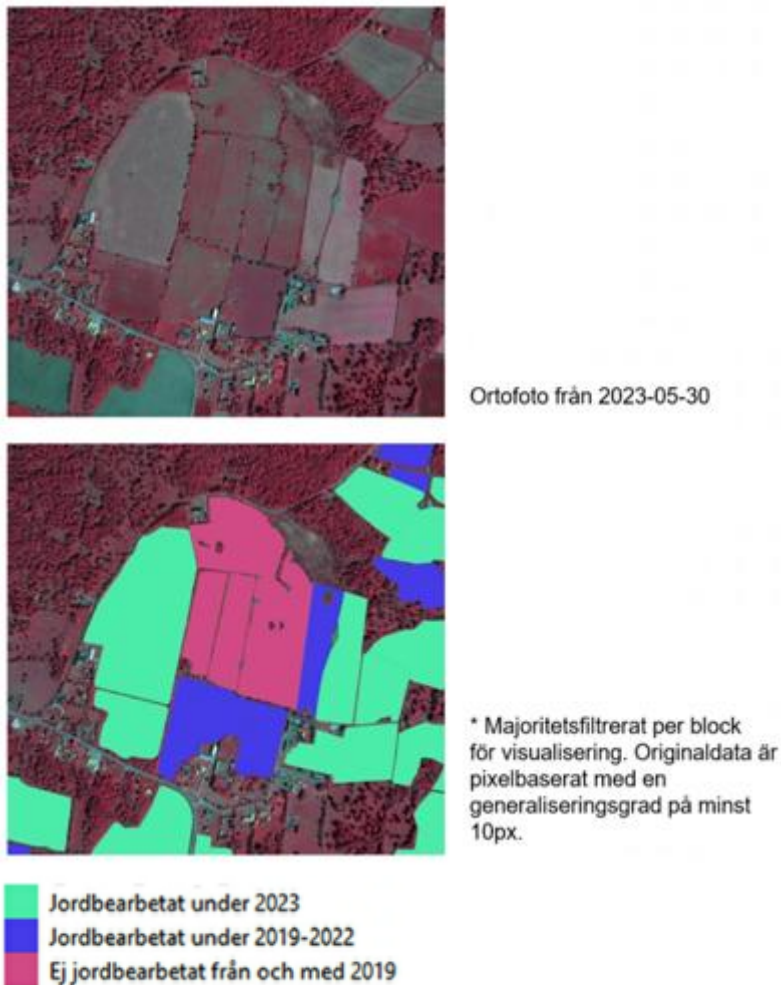 Ortofoto från 2023-05-30
* Majoritetsfiltrerat per block
för visualisering. Originaldata är
pixelbaserat med en
generaliseringsgrad på minst
10px.
Jordbearbetat under 2023
Jordbearbetat under 2019-2022
Ej jordbearbetat från och med 2019